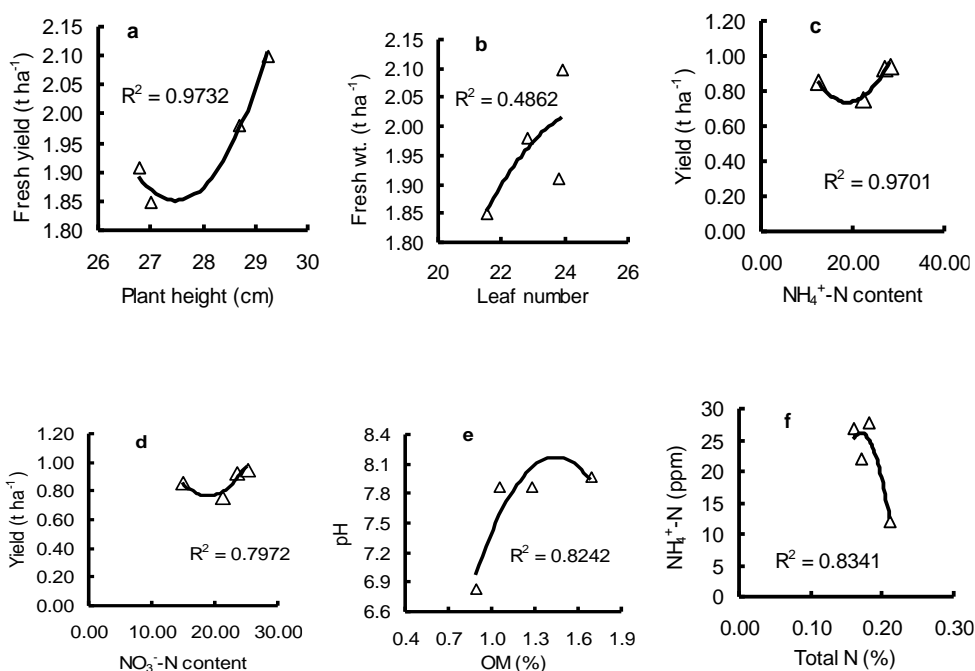 a
Fresh yield (t ha⁻¹)
2.15
2.10
2.05
2.00
1.95
1.90
1.85
1.80
R² = 0.9732
26 27 28 29 30
Plant height (cm)
b
Fresh wt. (t ha⁻¹)
2.15
2.10
2.05
2.00
1.95
1.90
1.85
1.80
R² = 0.4862
20 22 24 26
Leaf number
c
Yield (t ha⁻¹)
1.20
1.00
0.80
0.60
0.40
0.20
0.00
R² = 0.9701
0.00 20.00 40.00
NH₄⁺-N content
d
Yield (t ha⁻¹)
1.20
1.00
0.80
0.60
0.40
0.20
0.00
R² = 0.7972
0.00 10.00 20.00 30.00
NO₃⁻-N content
e
pH
8.4
8.1
7.8
7.5
7.2
6.9
6.6
R² = 0.8242
0.4 0.7 1.0 1.3 1.6 1.9
OM (%)
f
NH₄⁺-N (ppm)
30
25
20
15
10
5
0
R² = 0.8341
0.00 0.10 0.20 0.30
Total N (%)